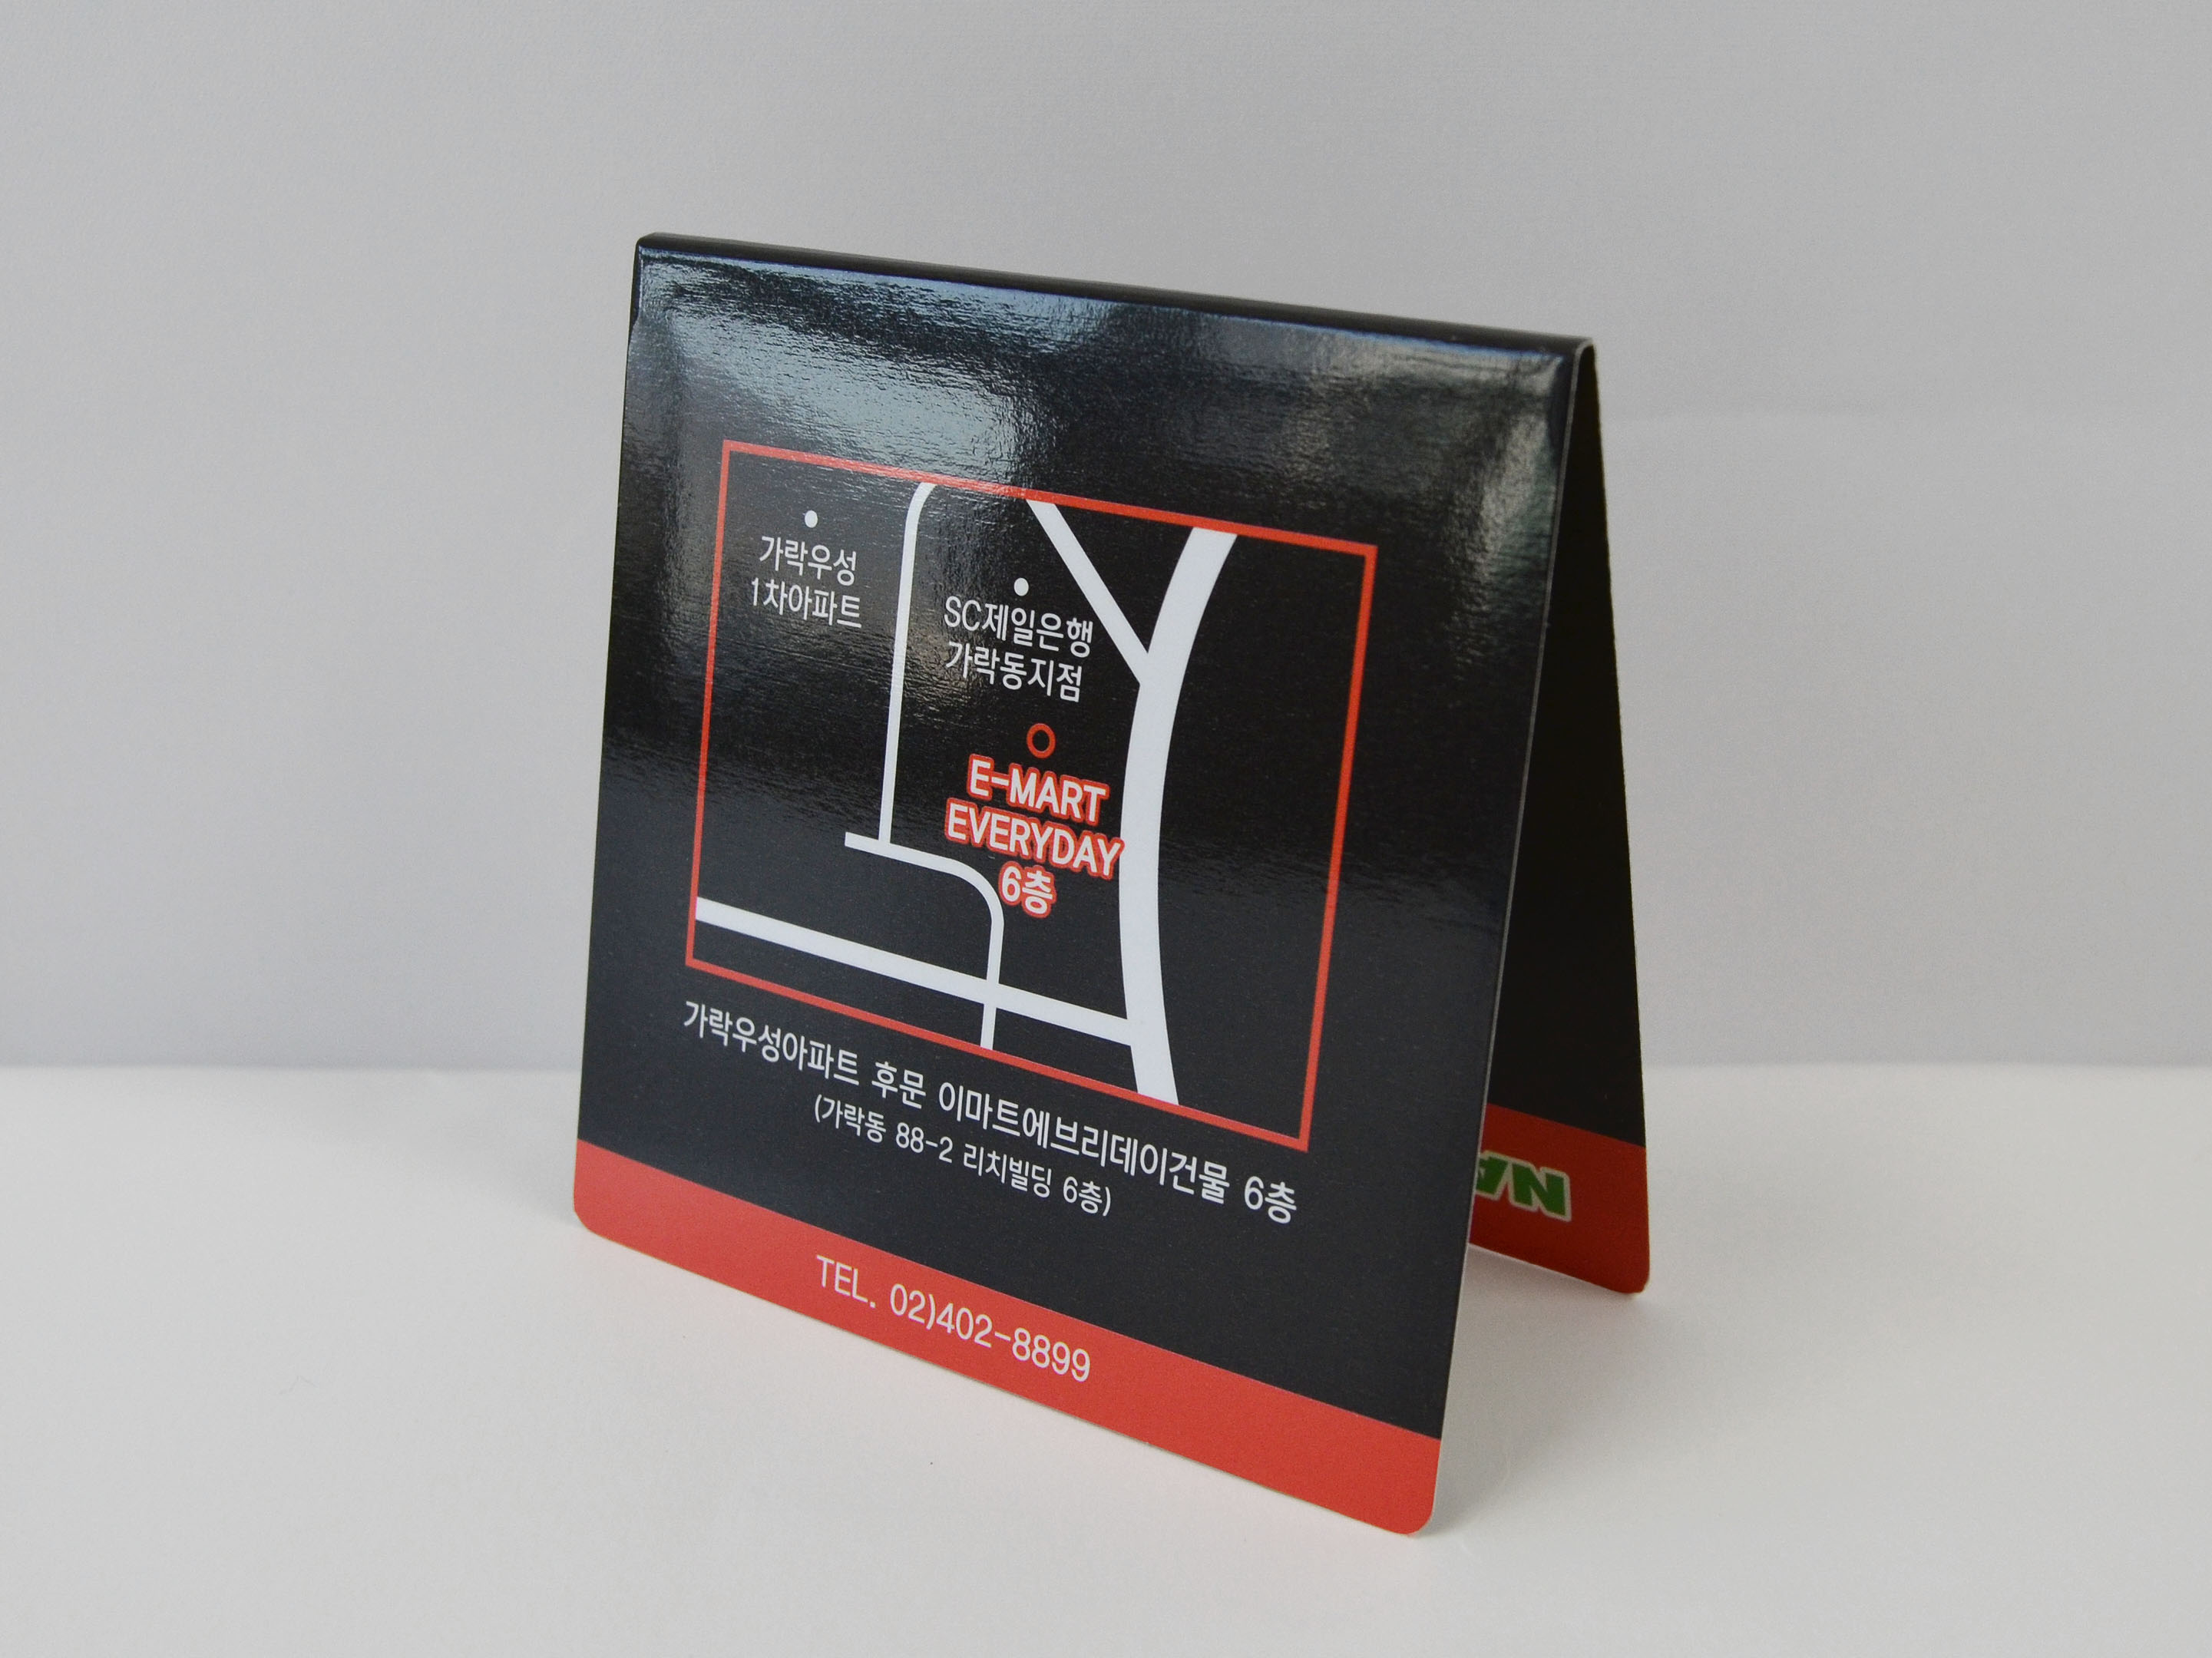 가락우성
1차아파트
SC제일은행
가락동지점
E-MART
EVERYDAY
6층
가락우성아파트 후문 이마트에브리데이건물 6층
(가락동 88-2 리치빌딩 6층)
TEL. 02)402-8899